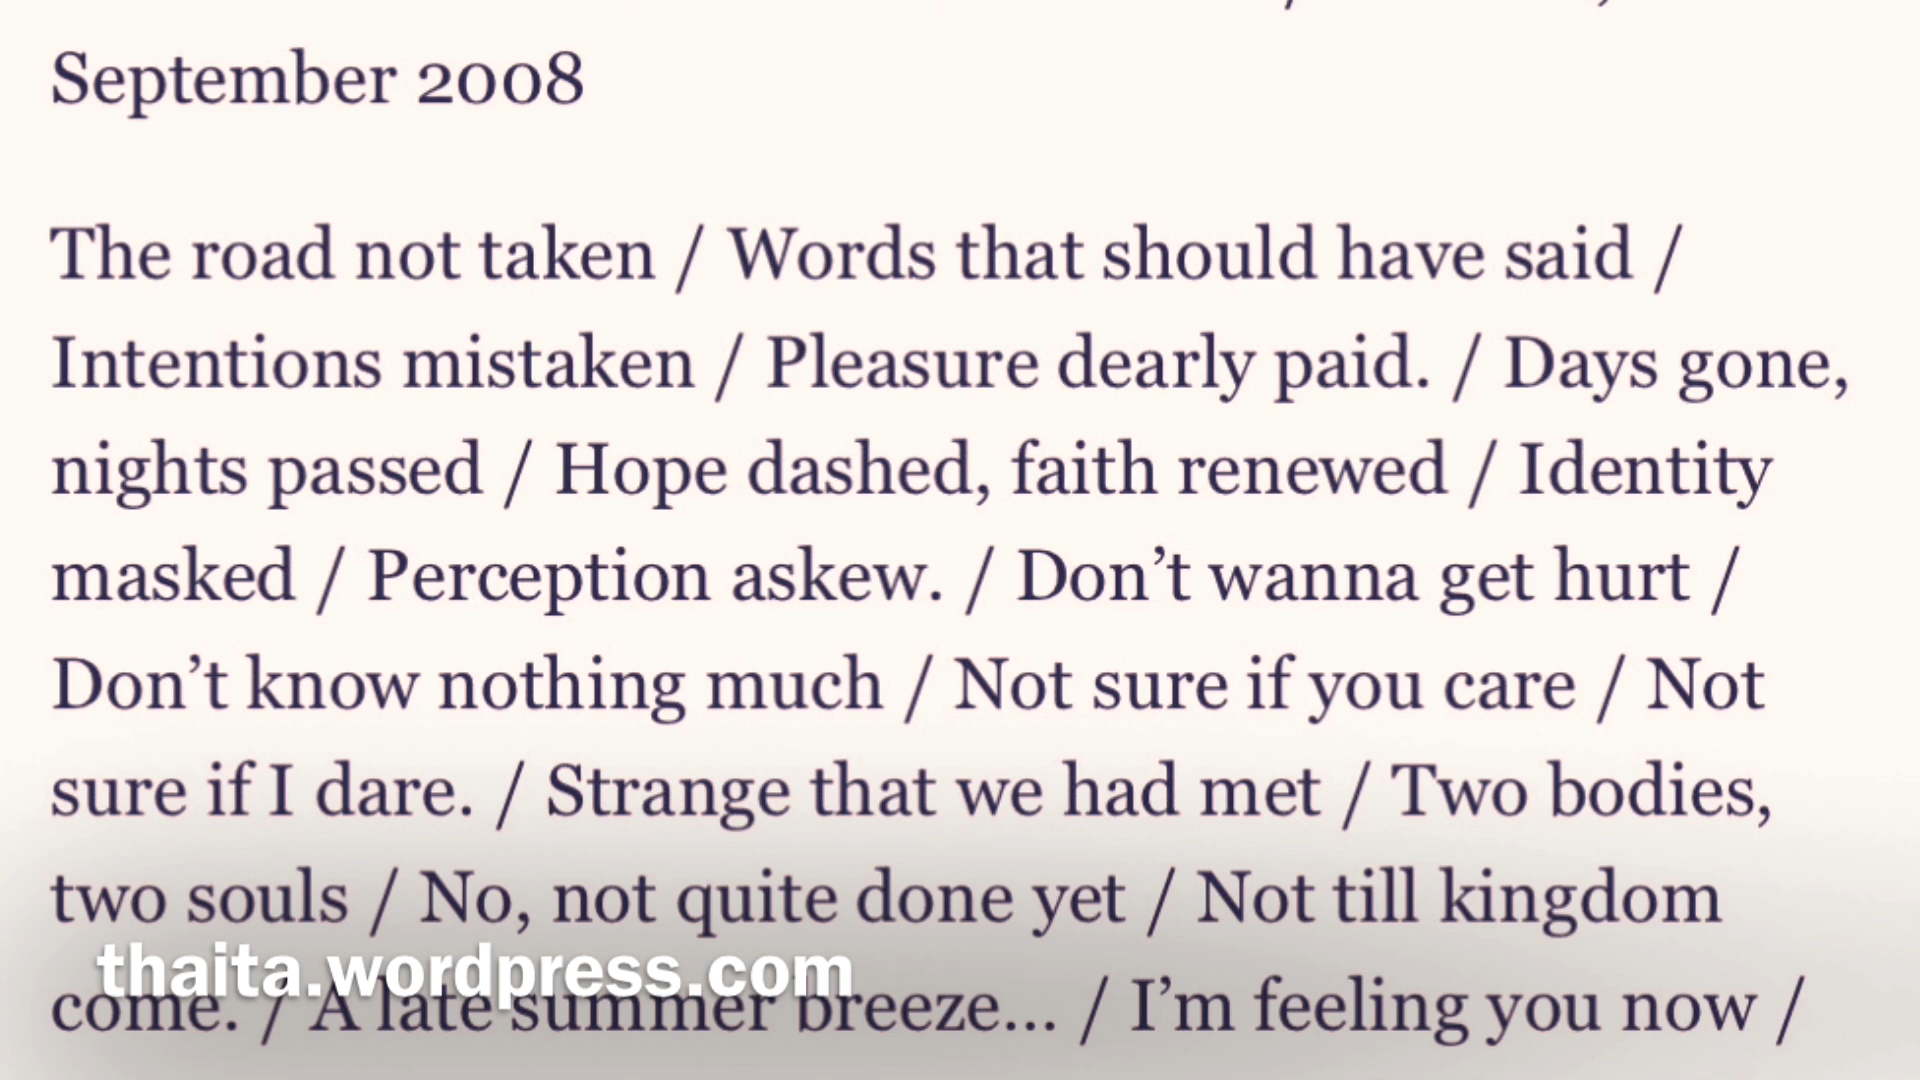 September 2008
The road not taken / Words that should have said /
Intentions mistaken / Pleasure dearly paid. / Days gone,
nights passed / Hope dashed, faith renewed / Identity
masked / Perception askew. / Don’t wanna get hurt /
Don’t know nothing much / Not sure if you care / Not
sure if I dare. / Strange that we had met / Two bodies,
two souls / No, not quite done yet / Not till kingdom
thaita.wordpress.com
come. / A late summer breeze... / I’m feeling you now /